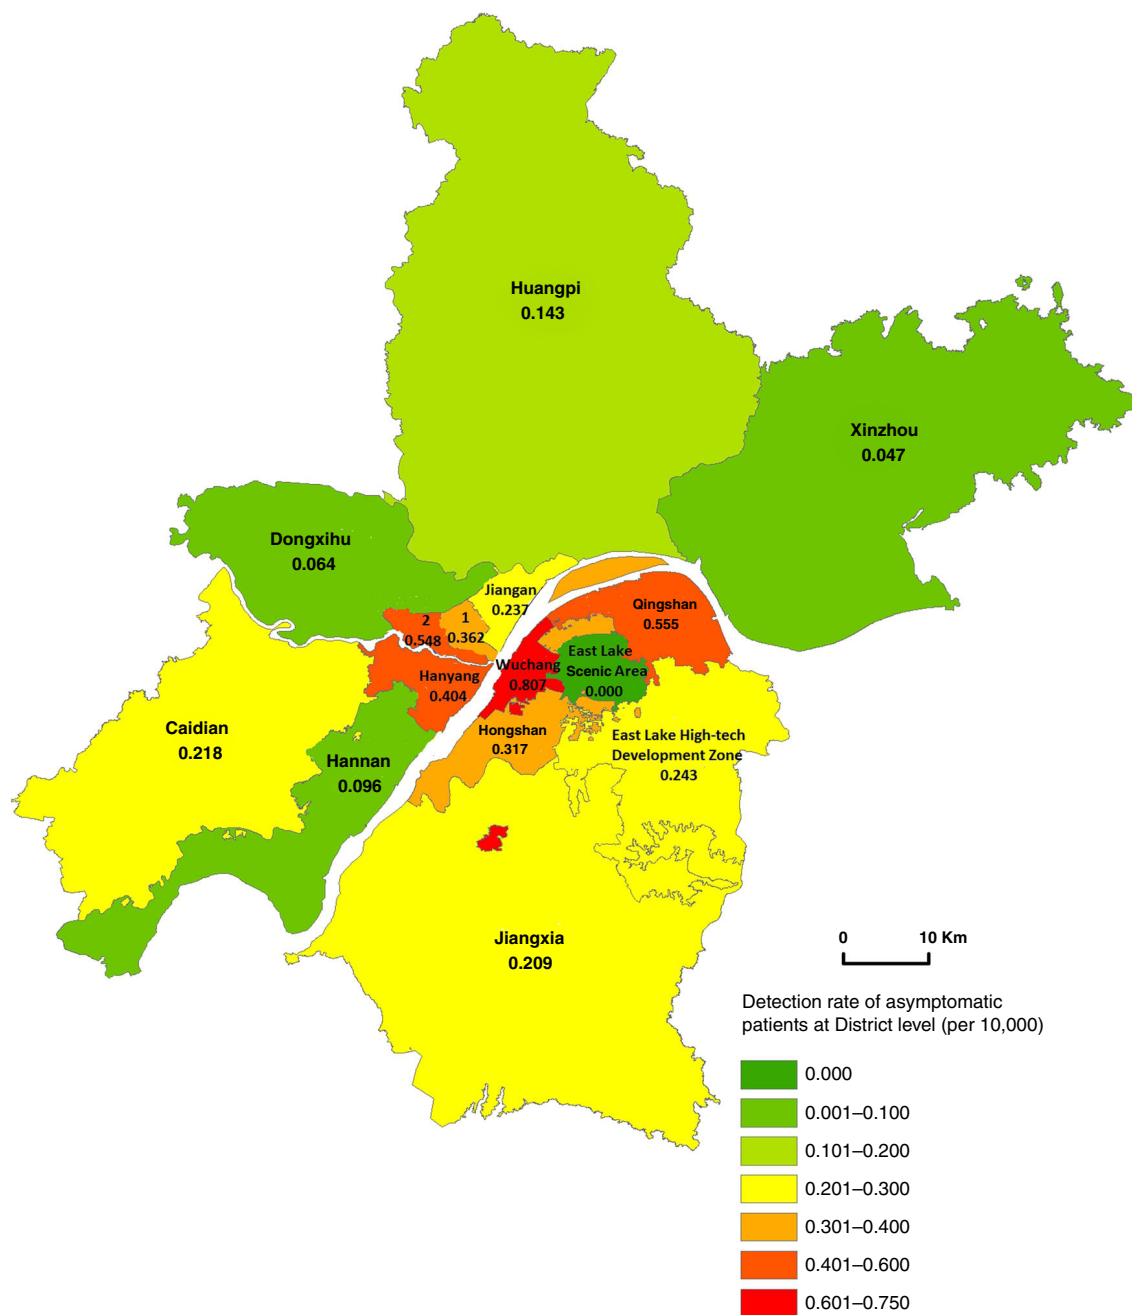 Huangpi
0.143
Xinzhou
0.047
Dongxihu
0.064
Jiangan
0.237
1
0.362
2
0.548
Qingshan
0.555
East Lake
Scenic Area
0.000
Wuchang
0.807
Hanyang
0.404
Caidian
0.218
Hannan
0.096
Hongshan
0.317
East Lake High-tech
Development Zone
0.243
Jiangxia
0.209
0 10 Km
Detection rate of asymptomatic
patients at District level (per 10,000)
0.000
0.001–0.100
0.101–0.200
0.201–0.300
0.301–0.400
0.401–0.600
0.601–0.750